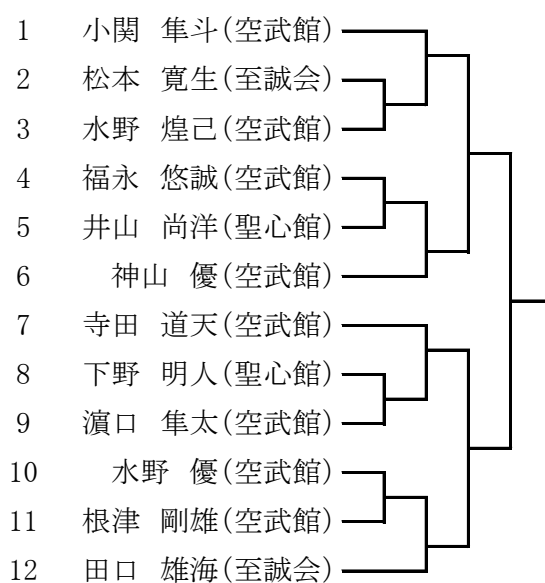 1 小関 隼斗(空武館)
2 松本 寛生(至誠会)
3 水野 煌己(空武館)
4 福永 悠誠(空武館)
5 井山 尚洋(聖心館)
6 神山 優(空武館)
7 寺田 道天(空武館)
8 下野 明人(聖心館)
9 濵口 隼太(空武館)
10 水野 優(空武館)
11 根津 剛雄(空武館)
12 田口 雄海(至誠会)